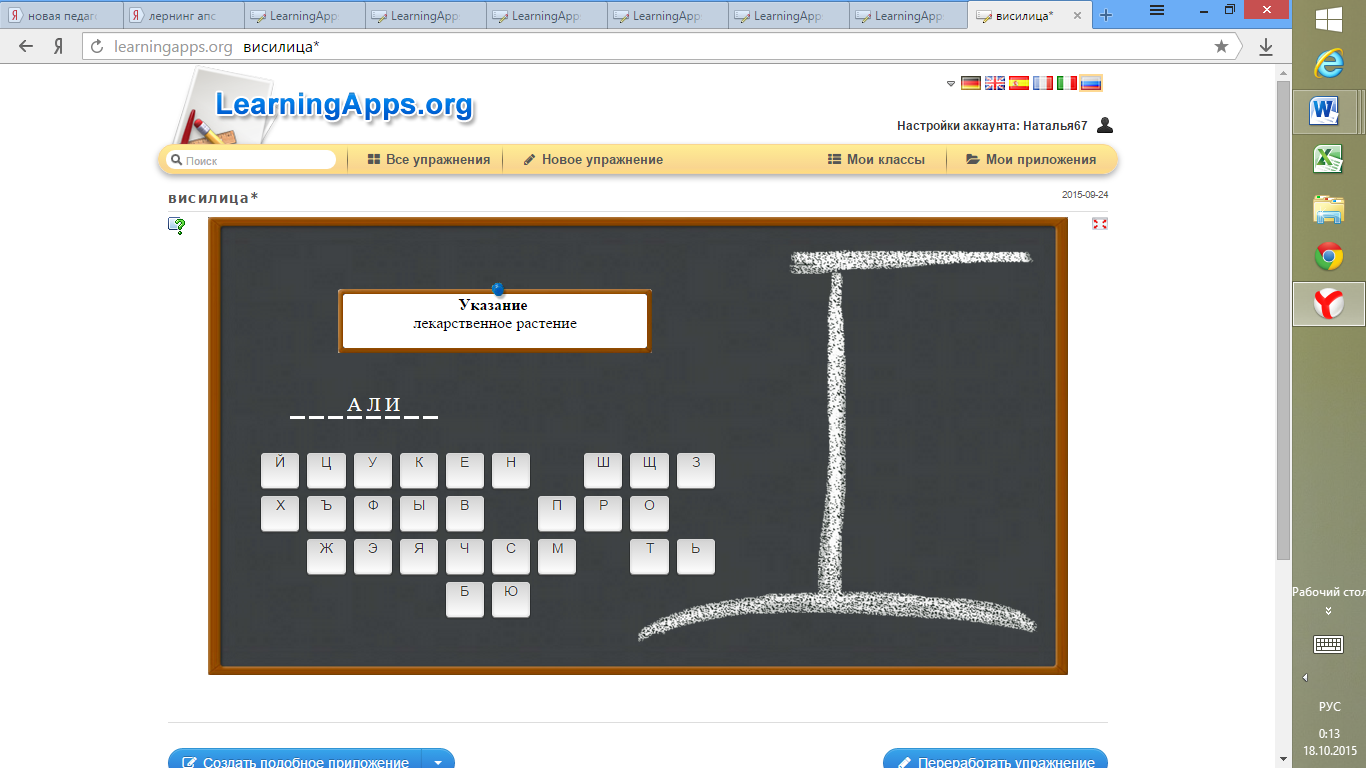 новая педаг
лернинг апс
LearningApp
LearningApp
LearningApp
LearningApp
LearningApp
LearningApp
висилица*
learningapps.org висилица*
LearningApps.org
Настройки аккаунта: Наталья67
Поиск
Все упражнения
Новое упражнение
Мои классы
Мои приложения
висилица*
2015-09-24
Указание
лекарственное растение
_ _ _ А Л И _ _
Й Ц У К Е Н Ш Щ З
Х Ъ Ф Ы В П Р О
Ж Э Я Ч С М Т Ь
Б Ю
Создать подобное приложение
Переработать упражнение
Рабочий стол
РУС
0:13
18.10.2015